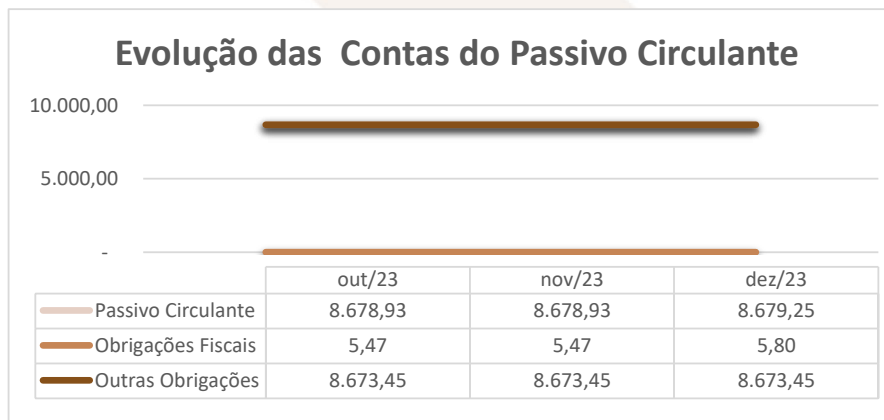 Evolução das Contas do Passivo Circulante
10.000,00
5.000,00
-
out/23 nov/23 dez/23
Passivo Circulante 8.678,93 8.678,93 8.679,25
Obrigações Fiscais 5,47 5,47 5,80
Outras Obrigações 8.673,45 8.673,45 8.673,45